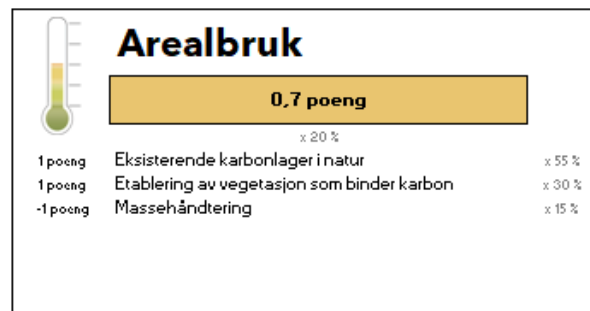 Arealbruk
0,7 poeng
x 20 %
1 poeng Eksisterende karbonlager i natur x 55 %
1 poeng Etablering av vegetasjon som binder karbon x 30 %
-1 poeng Massehåndtering x 15 %